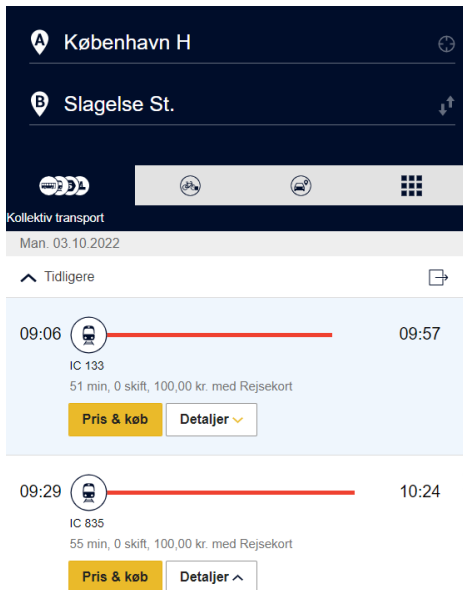 A
København H
B
Slagelse St.
Kollektiv transport
Man. 03.10.2022
Tidligere
09:06 09:57
IC 133
51 min, 0 skift, 100,00 kr. med Rejsekort
Pris & køb Detaljer
09:29 10:24
IC 835
55 min, 0 skift, 100,00 kr. med Rejsekort
Pris & køb Detaljer